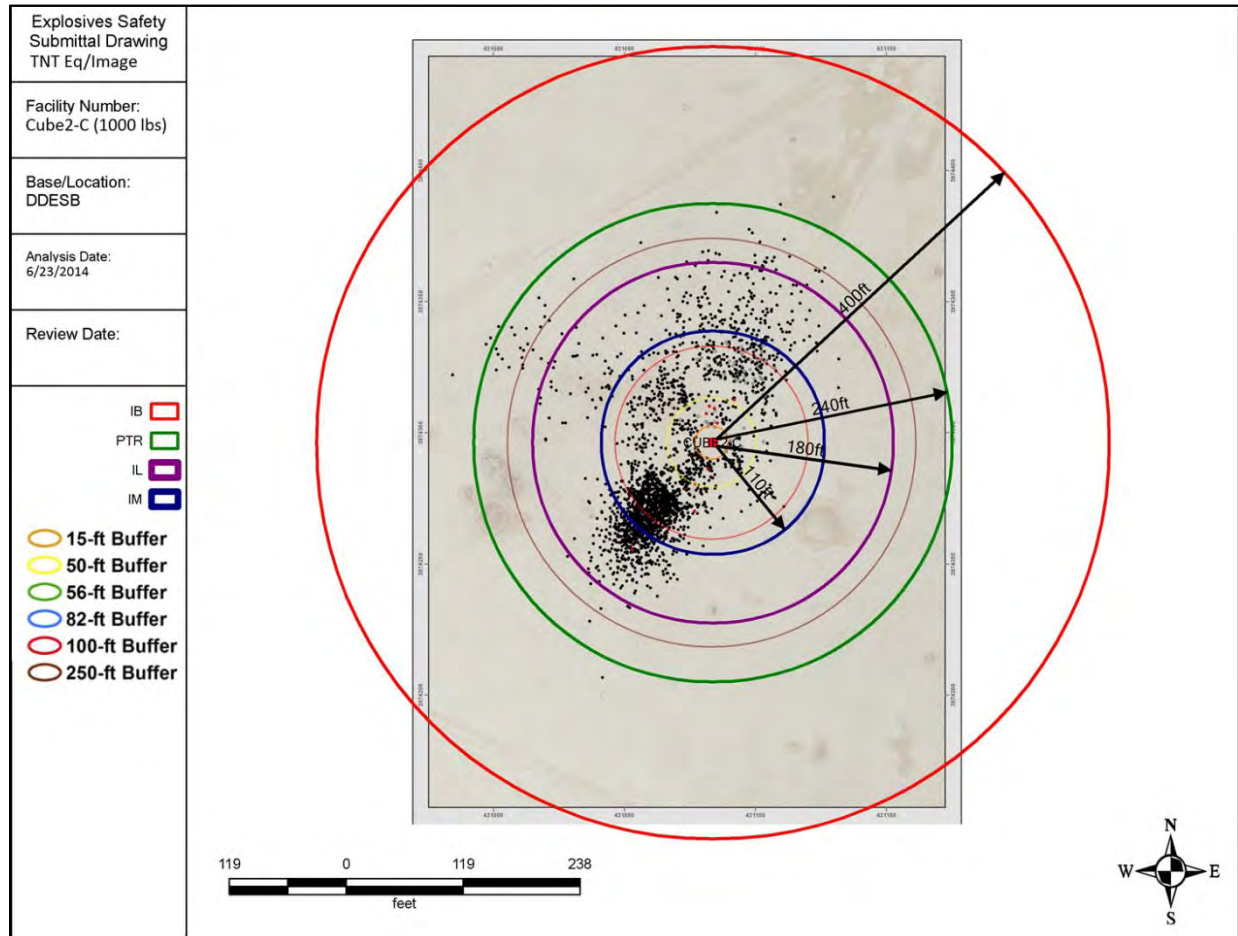 Explosives Safety
Submittal Drawing
TNT Eq/Image
Facility Number:
Cube2-C (1000 lbs)
Base/Location:
DDESB
Analysis Date:
6/23/2014
Review Date:
IB
PTR
IL
IM
15-ft Buffer
50-ft Buffer
56-ft Buffer
82-ft Buffer
100-ft Buffer
250-ft Buffer
400ft
240ft
CUBE2-C
180ft
110ft
119 0 119 238
feet
N
W E
S